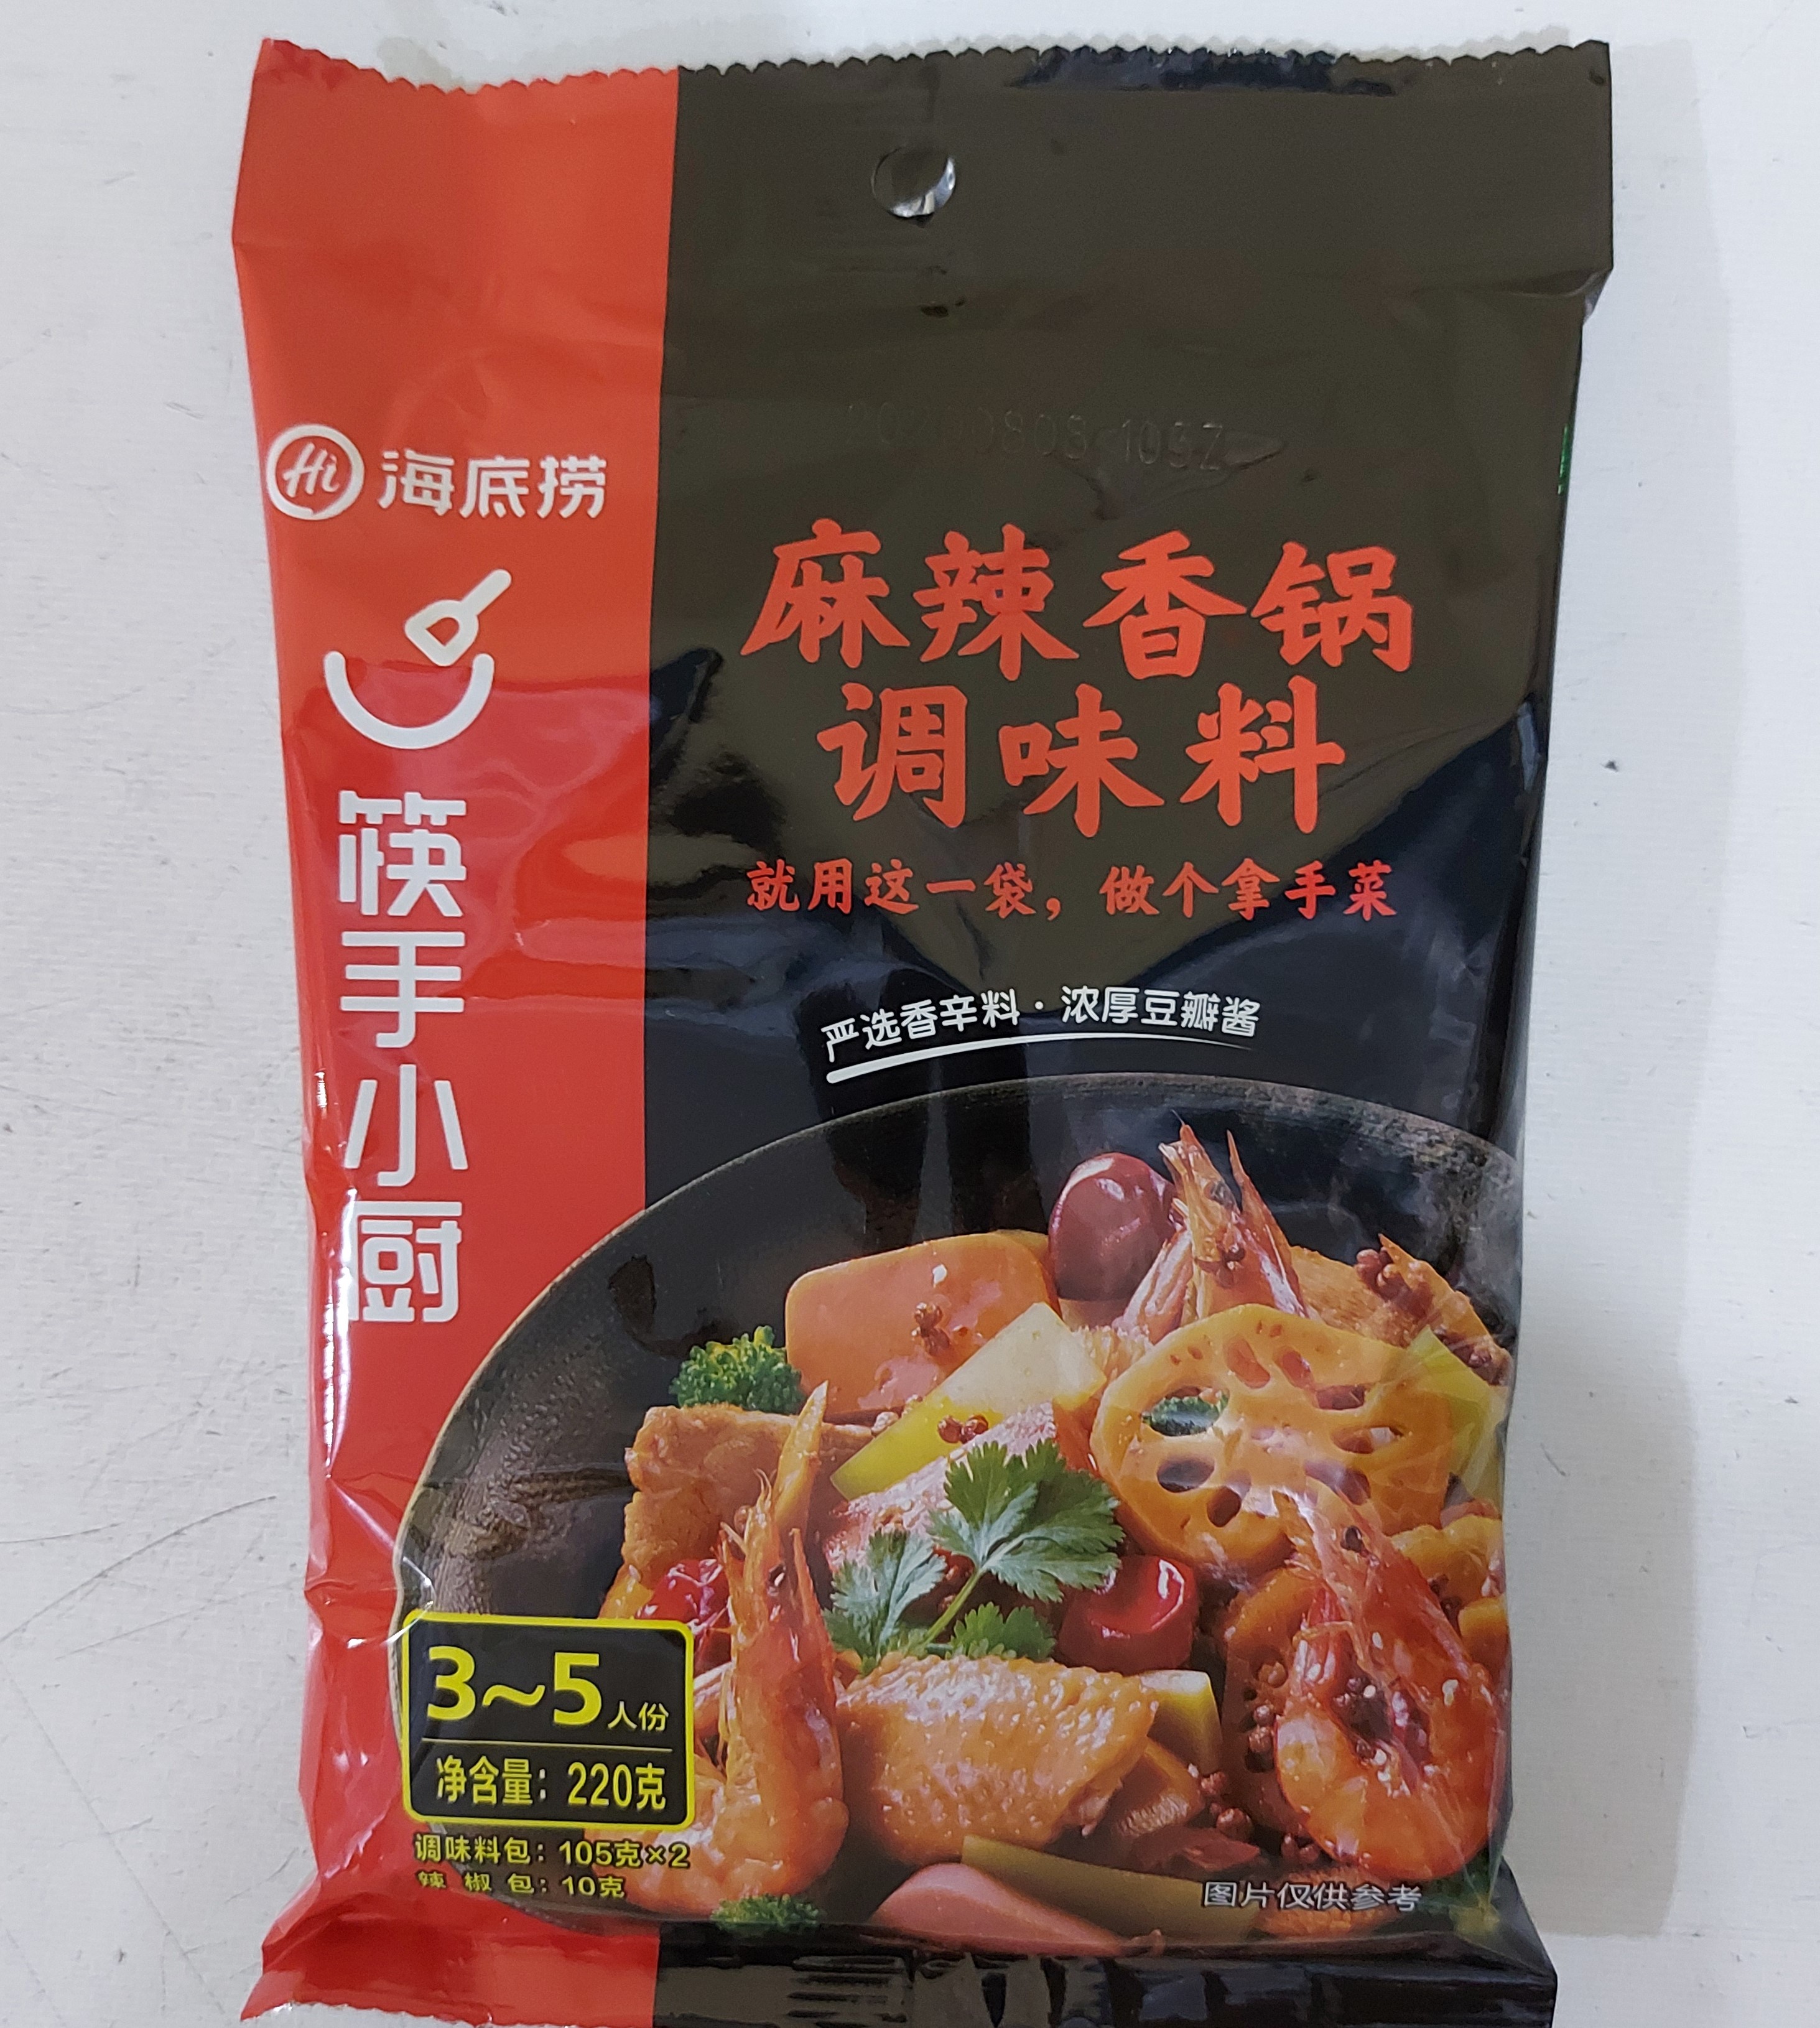 Hi 海底捞
筷手小厨
麻辣香锅
调味料
就用这一袋，做个拿手菜
严选香辛料·浓厚豆瓣酱
3~5人份
净含量：220克
调味料包：105克×2
辣 椒 包：10克
图片仅供参考